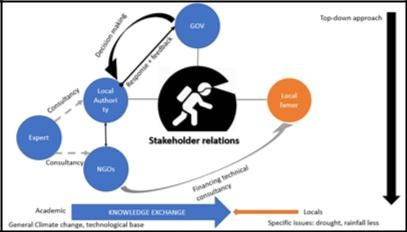 Top-down approach
GOV
Decision making
Response + feedback
Local
Authori
ty
Consultancy
Local
famer
Expert
Stakeholder relations
Consultancy
NGOs
Financing technical
consultancy
Academic
KNOWLEDGE EXCHANGE
Locals
General Climate change, technological base
Specific issues: drought, rainfall less